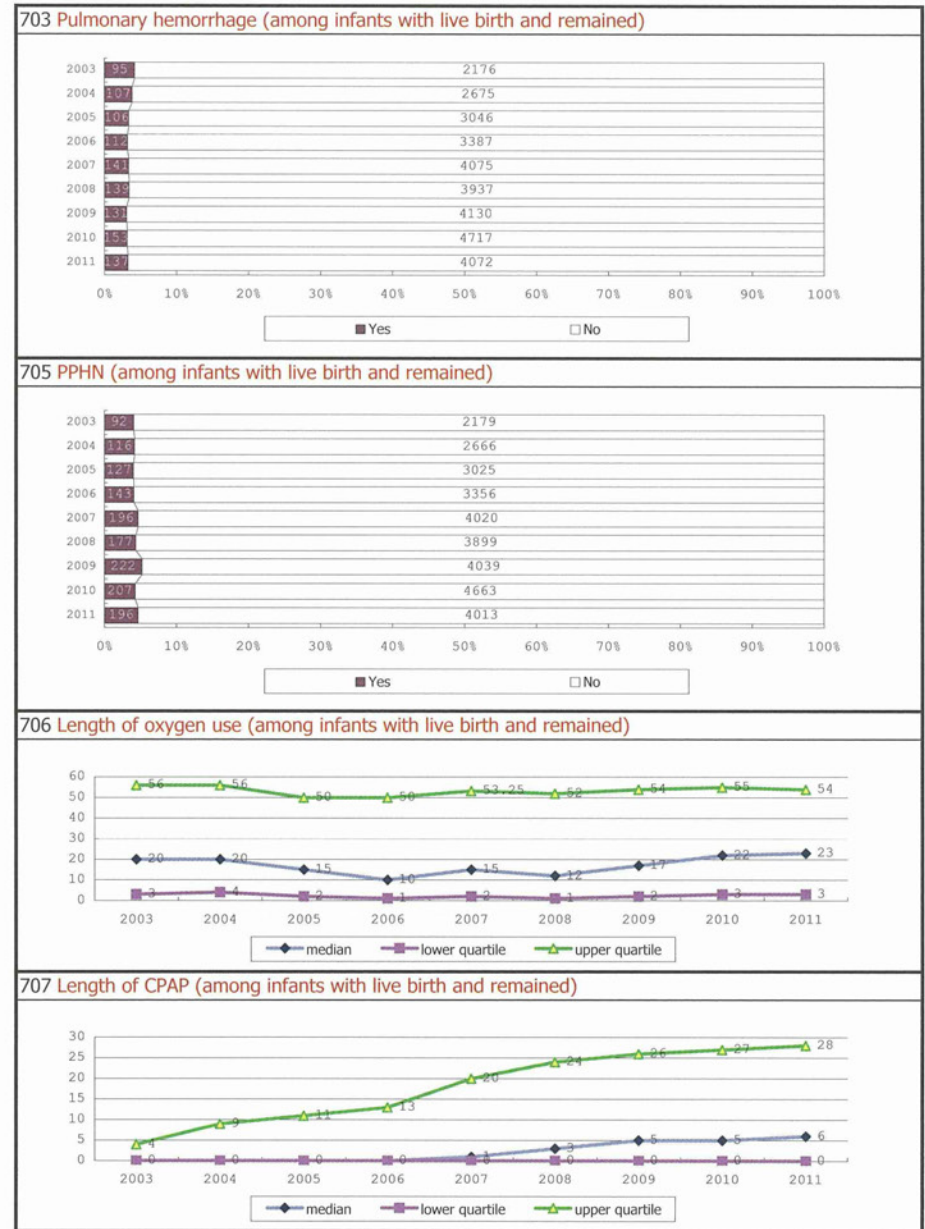 703 Pulmonary hemorrhage (among infants with live birth and remained)
2003 95 2176
2004 107 2675
2005 106 3046
2006 112 3387
2007 141 4075
2008 139 3937
2009 131 4130
2010 153 4717
2011 137 4072
0% 10% 20% 30% 40% 50% 60% 70% 80% 90% 100%
Yes No
705 PPHN (among infants with live birth and remained)
2003 92 2179
2004 116 2666
2005 127 3025
2006 143 3356
2007 196 4020
2008 177 3899
2009 222 4039
2010 207 4663
2011 196 4013
0% 10% 20% 30% 40% 50% 60% 70% 80% 90% 100%
Yes No
706 Length of oxygen use (among infants with live birth and remained)
60
56 56 50 50 53.25 52 54 55 54
50
40
30
20
20 20 15 10 15 12 17 22 23
10
3 4 2 1 2 1 2 3 3
0
2003 2004 2005 2006 2007 2008 2009 2010 2011
median lower quartile upper quartile
707 Length of CPAP (among infants with live birth and remained)
30
4 9 11 13 20 24 26 27 28
25
20
15
10
5
1 3 5 5 6
0
0 0 0 0 0 0 0 0 0
2003 2004 2005 2006 2007 2008 2009 2010 2011
median lower quartile upper quartile